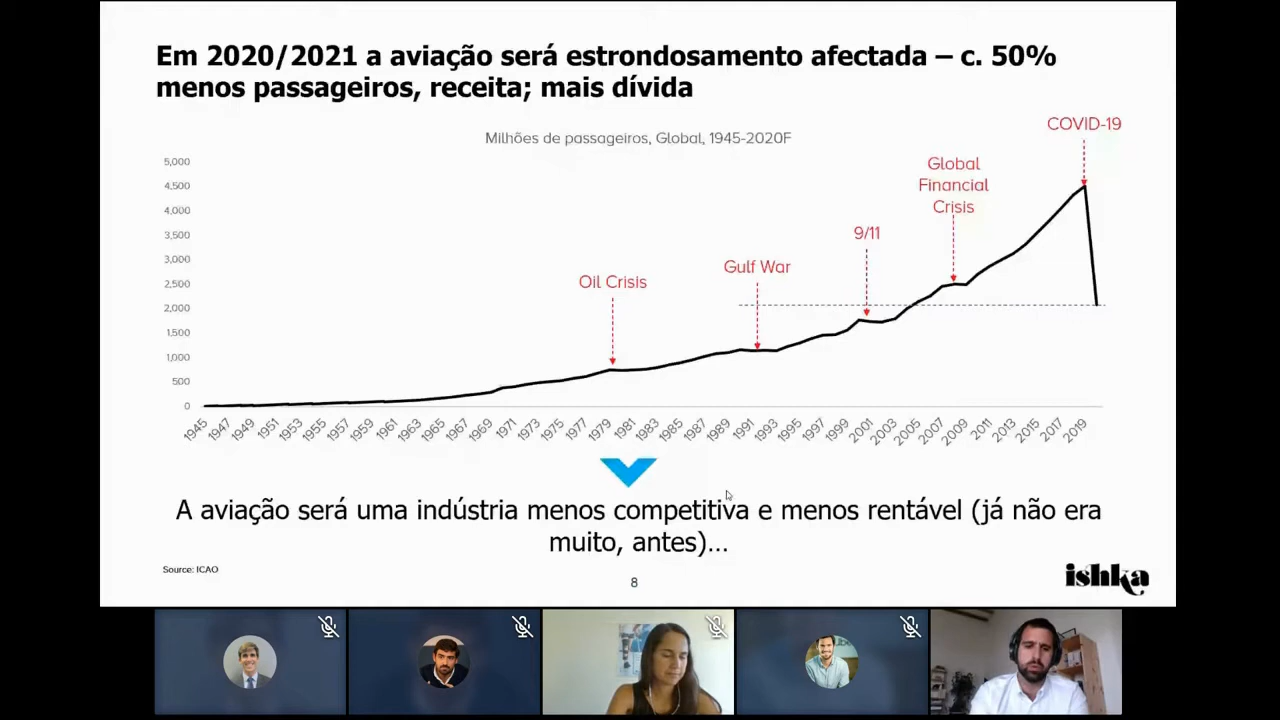 Em 2020/2021 a aviação será estrondosamente afectada – c. 50%
menos passageiros, receita; mais dívida
Milhões de passageiros, Global, 1945-2020F
COVID-19
Global
Financial
Crisis
9/11
Gulf War
Oil Crisis
5,000
4,500
4,000
3,500
3,000
2,500
2,000
1,500
1,000
500
0
1945 1947 1949 1951 1953 1955 1957 1959 1961 1963 1965 1967 1969 1971 1973 1975 1977 1979 1981 1983 1985 1987 1989 1991 1993 1995 1997 1999 2001 2003 2005 2007 2009 2011 2013 2015 2017 2019
A aviação será uma indústria menos competitiva e menos rentável (já não era
muito, antes)...
Source: ICAO
8
ishka